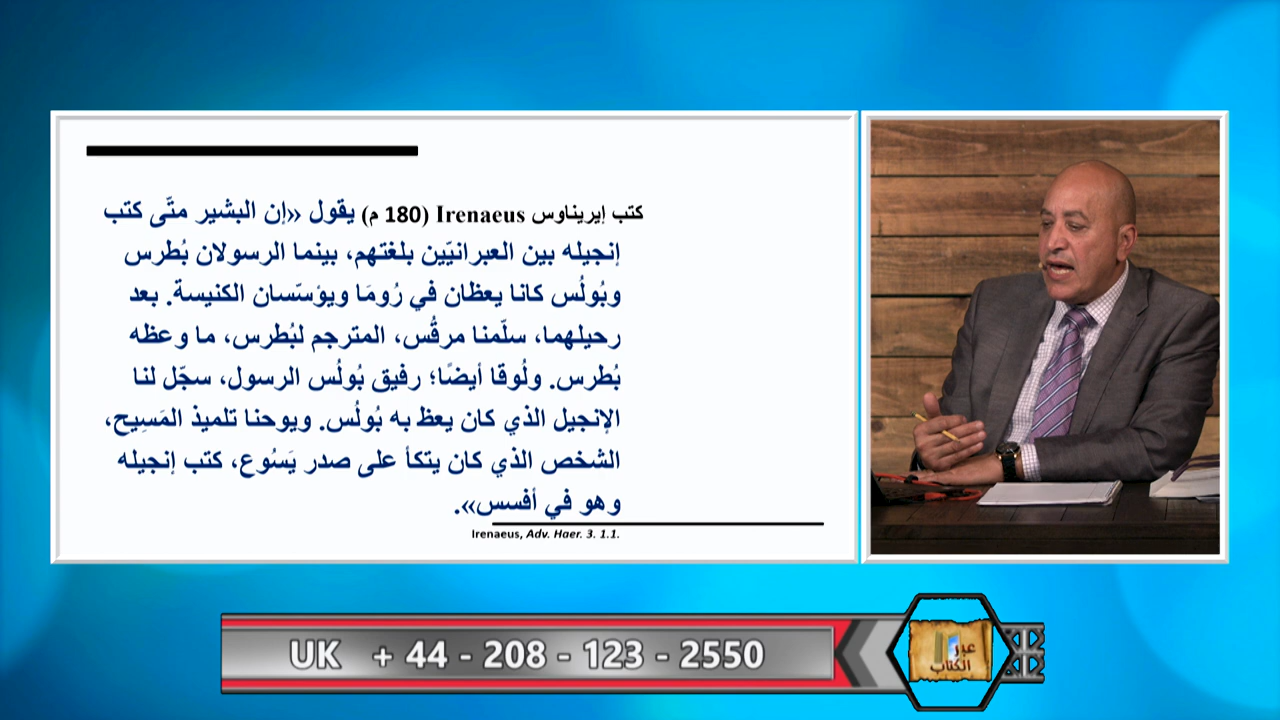 كتب إيريناوس Irenaeus (180 م) يقول «إن البشير متَّى كتب
إنجيله بين العبرانيّين بلغتهم، بينما الرسولان بُطرس
وبُولُس كانا يعظان في رُومَا ويؤسّسان الكنيسة. بعد
رحيلهما، سلّمنا مرقُس، المترجم لبُطرس، ما وعظه
بُطرس. ولُوقا أيضًا؛ رفيق بُولُس الرسول، سجّل لنا
الإنجيل الذي كان يعظ به بُولُس. ويوحنا تلميذ المَسِيح،
الشخص الذي كان يتكأ على صدر يَسُوع، كتب إنجيله
وهو في أفسس».
Irenaeus, Adv. Haer. 3. 1.1.
UK + 44 - 208 - 123 - 2550
عبر
الكتاب